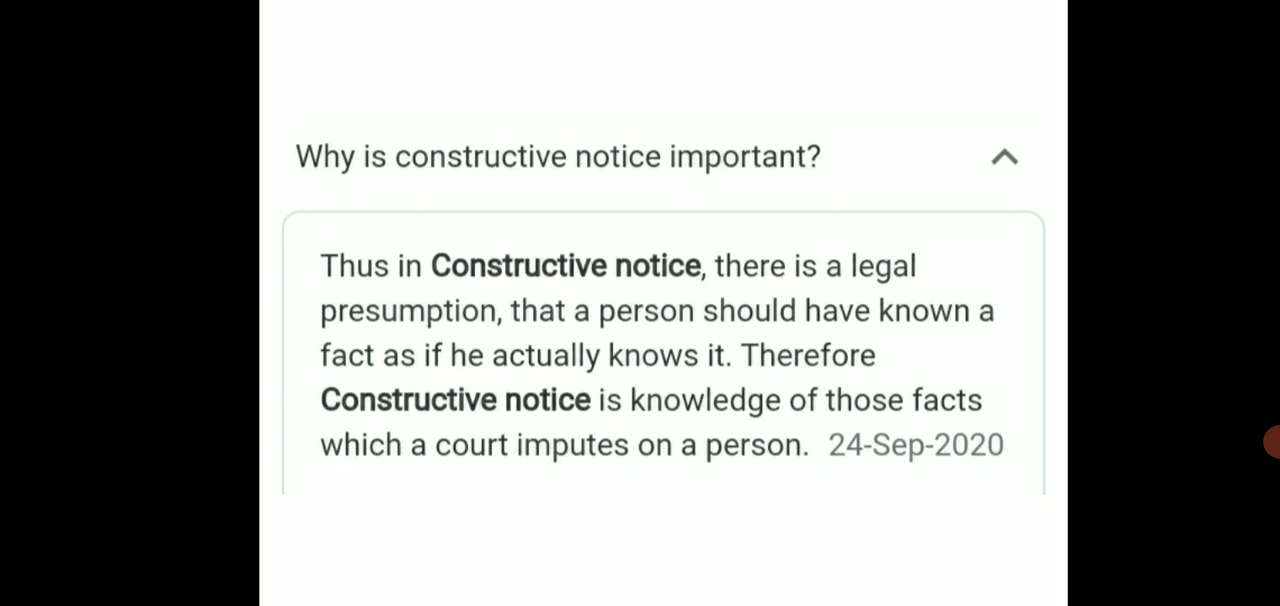 Why is constructive notice important?
Thus in Constructive notice, there is a legal
presumption, that a person should have known a
fact as if he actually knows it. Therefore
Constructive notice is knowledge of those facts
which a court imputes on a person. 24-Sep-2020